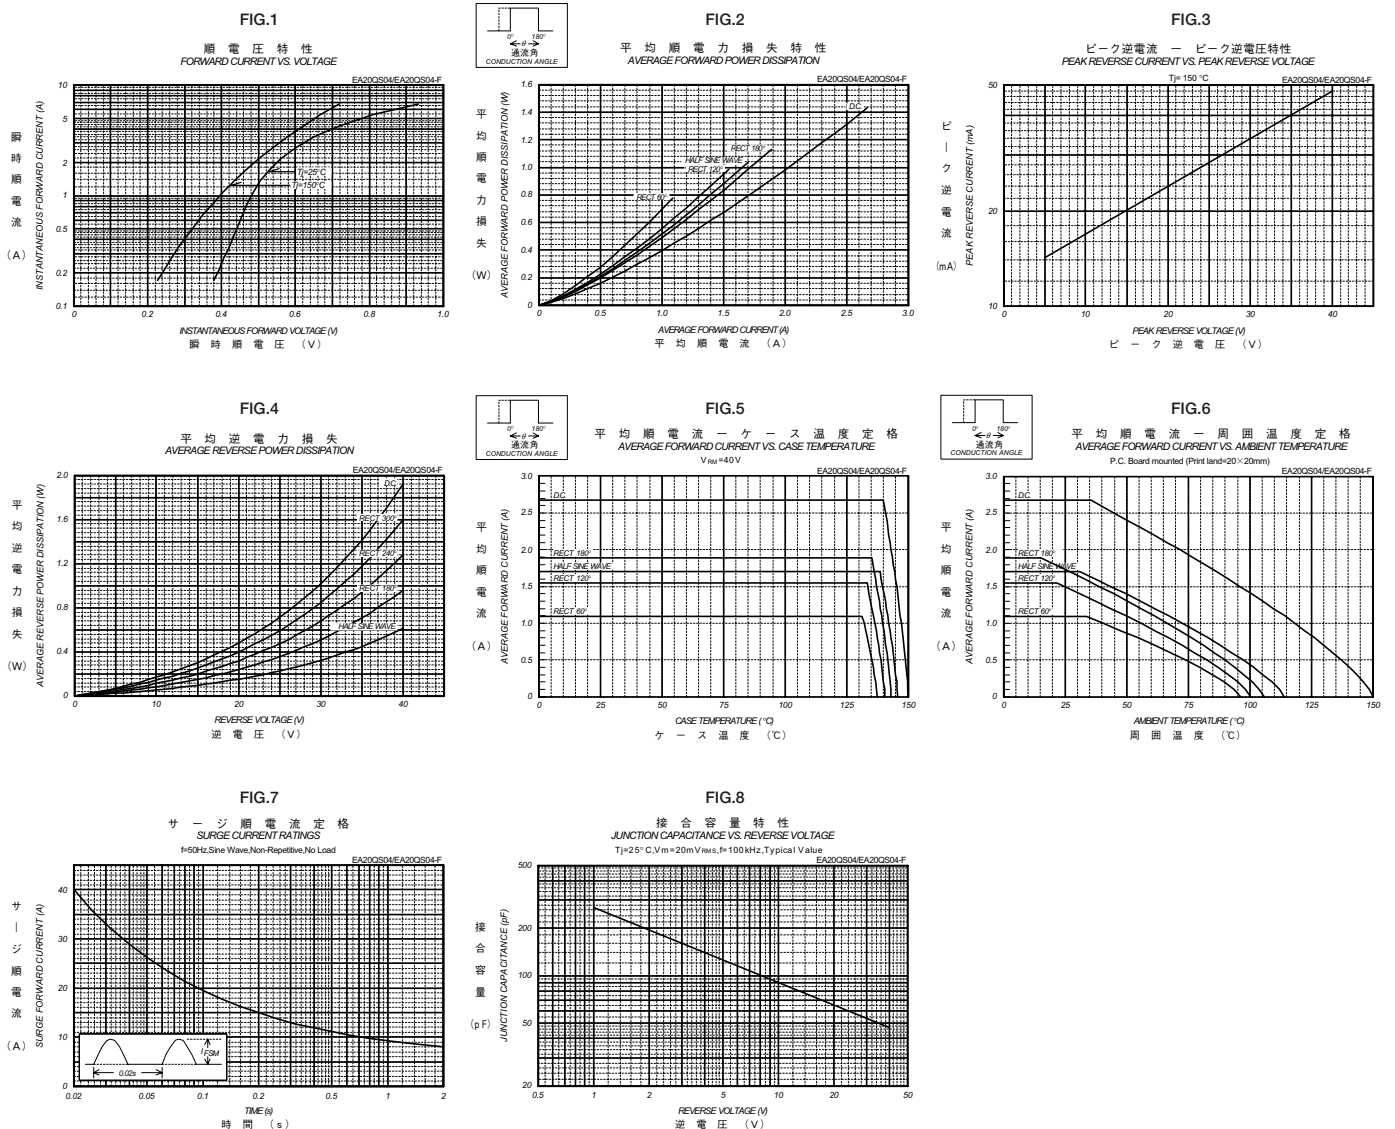 FIG.1
順電圧特性
FORWARD CURRENT VS. VOLTAGE
EA20QS04/EA20QS04-F
瞬時順電流 (A)
INSTANTANEOUS FORWARD CURRENT (A)
10
5
2
1
0.5
0.2
0.1
Tj=25°C
Tj=150°C
0 0.2 0.4 0.6 0.8 1.0
INSTANTANEOUS FORWARD VOLTAGE (V)
瞬時順電圧 (V)
0° 180°
θ
通流角
CONDUCTION ANGLE
FIG.2
平均順電力損失特性
AVERAGE FORWARD POWER DISSIPATION
EA20QS04/EA20QS04-F
平均順電力損失 (W)
AVERAGE FORWARD POWER DISSIPATION (W)
1.6
1.4
1.2
1.0
0.8
0.6
0.4
0.2
0
D.C.
RECT 180°
HALF SINE WAVE
RECT 120°
RECT 60°
0 0.5 1.0 1.5 2.0 2.5 3.0
AVERAGE FORWARD CURRENT (A)
平均順電流 (A)
FIG.3
ピーク逆電流 ー ピーク逆電圧特性
PEAK REVERSE CURRENT VS. PEAK REVERSE VOLTAGE
Tj= 150 °C
EA20QS04/EA20QS04-F
ピーク逆電流 (mA)
PEAK REVERSE CURRENT (mA)
50
20
10
0 10 20 30 40
PEAK REVERSE VOLTAGE (V)
ピーク逆電圧 (V)
FIG.4
平均逆電力損失
AVERAGE REVERSE POWER DISSIPATION
EA20QS04/EA20QS04-F
平均逆電力損失 (W)
AVERAGE REVERSE POWER DISSIPATION (W)
2.0
1.6
1.2
0.8
0.4
0
D.C.
RECT 300°
RECT 240°
RECT 180°
HALF SINE WAVE
0 10 20 30 40
REVERSE VOLTAGE (V)
逆電圧 (V)
0° 180°
θ
通流角
CONDUCTION ANGLE
FIG.5
平均順電流ーケース温度定格
AVERAGE FORWARD CURRENT VS. CASE TEMPERATURE
VRM=40V
EA20QS04/EA20QS04-F
平均順電流 (A)
AVERAGE FORWARD CURRENT (A)
3.0
2.5
2.0
1.5
1.0
0.5
0
D.C.
RECT 180°
HALF SINE WAVE
RECT 120°
RECT 60°
0 25 50 75 100 125 150
CASE TEMPERATURE (°C)
ケース温度 (℃)
0° 180°
θ
通流角
CONDUCTION ANGLE
FIG.6
平均順電流ー周囲温度定格
AVERAGE FORWARD CURRENT VS. AMBIENT TEMPERATURE
P.C. Board mounted (Print land=20×20mm)
EA20QS04/EA20QS04-F
平均順電流 (A)
AVERAGE FORWARD CURRENT (A)
3.0
2.5
2.0
1.5
1.0
0.5
0
D.C.
RECT 180°
HALF SINE WAVE
RECT 120°
RECT 60°
0 25 50 75 100 125 150
AMBIENT TEMPERATURE (°C)
周囲温度 (℃)
FIG.7
サージ順電流定格
SURGE CURRENT RATINGS
f=50Hz,Sine Wave,Non-Repetitive,No Load
EA20QS04/EA20QS04-F
サージ順電流 (A)
SURGE FORWARD CURRENT (A)
40
30
20
10
0
IFSM
0.02s
0.02 0.05 0.1 0.2 0.5 1 2
TIME (s)
時間 (s)
FIG.8
接合容量特性
JUNCTION CAPACITANCE VS. REVERSE VOLTAGE
Tj=25°C,Vm=20mVRMS,f=100kHz,Typical Value
EA20QS04/EA20QS04-F
接合容量 (pF)
JUNCTION CAPACITANCE (pF)
500
200
100
50
20
0.5 1 2 5 10 20 50
REVERSE VOLTAGE (V)
逆電圧 (V)